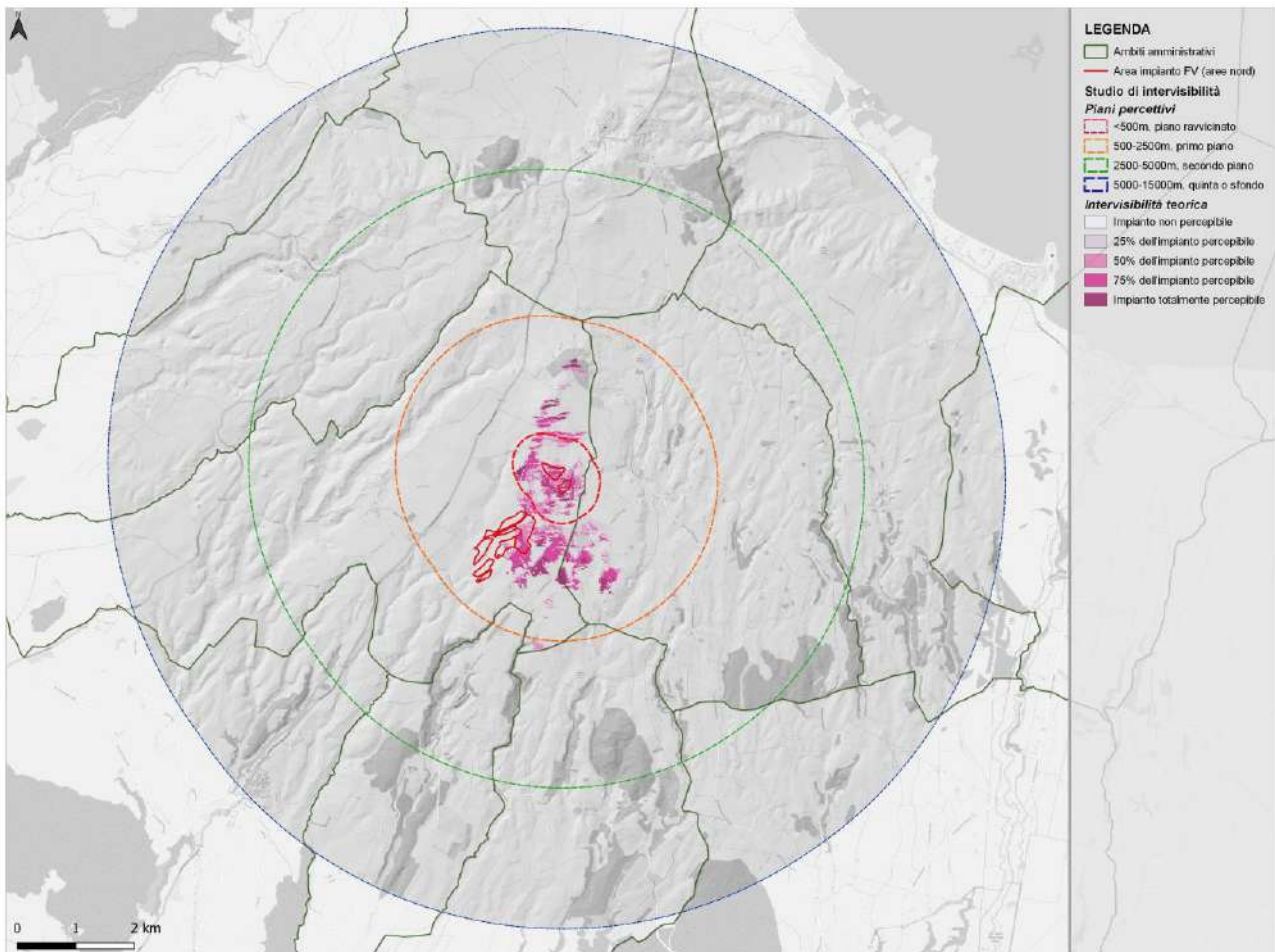 N
LEGENDA
Ambiti amministrativi
Area impianto FV (aree nord)
Studio di intervisibilità
Piani percettivi
<500m, piano ravvicinato
500-2500m, primo piano
2500-5000m, secondo piano
5000-15000m, quinta o sfondo
Intervisibilità teorica
Impianto non percepibile
25% dell'impianto percepibile
50% dell'impianto percepibile
75% dell'impianto percepibile
Impianto totalmente percepibile
0 1 2 km